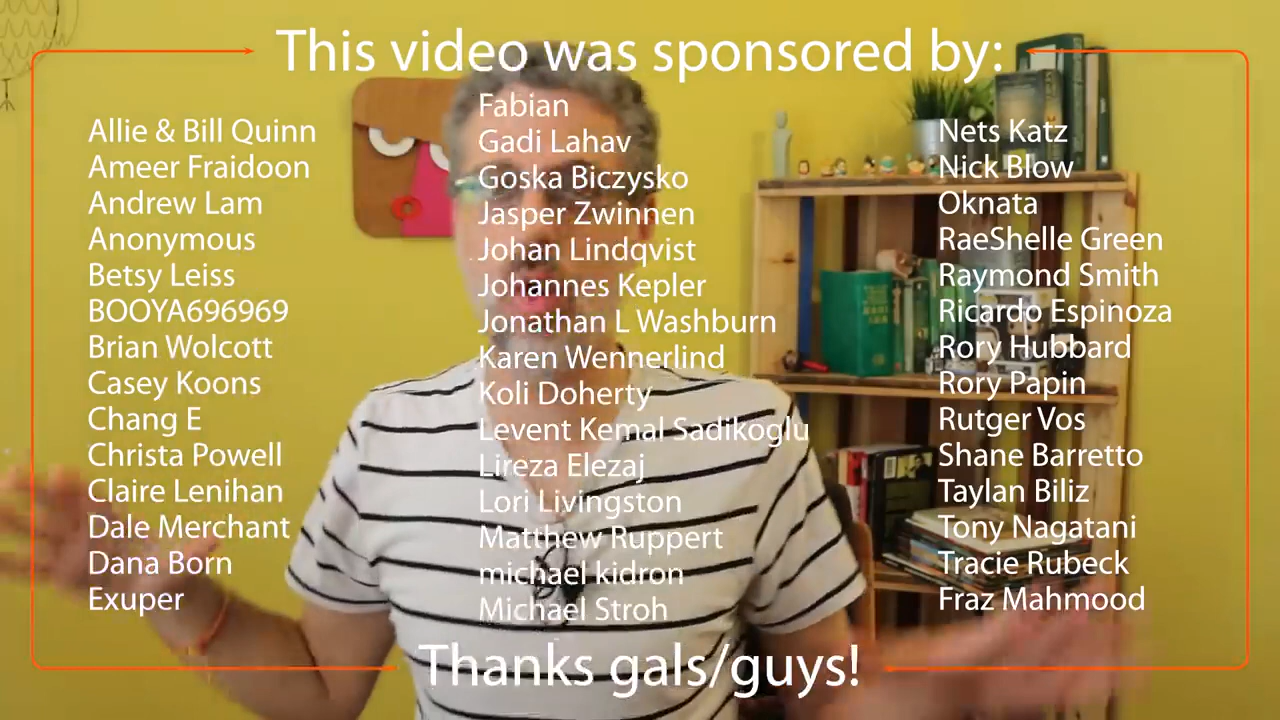 This video was sponsored by:
Allie & Bill Quinn
Ameer Fraidoon
Andrew Lam
Anonymous
Betsy Leiss
BOOYA696969
Brian Wolcott
Casey Koons
Chang E
Christa Powell
Claire Lenihan
Dale Merchant
Dana Born
Exuper
Fabian
Gadi Lahav
Goska Biczysko
Jasper Zwinnen
Johan Lindqvist
Johannes Kepler
Jonathan L Washburn
Karen Wennerlind
Koli Doherty
Levent Kemal Sadikoglu
Lireza Elezaj
Lori Livingston
Matthew Ruppert
michael kidron
Michael Stroh
Nets Katz
Nick Blow
Oknata
RaeShelle Green
Raymond Smith
Ricardo Espinoza
Rory Hubbard
Rory Papin
Rutger Vos
Shane Barretto
Taylan Biliz
Tony Nagatani
Tracie Rubeck
Fraz Mahmood
Thanks gals/guys!